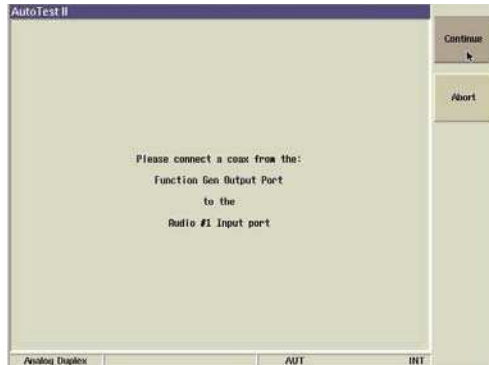 AutoTest II
Continue
Abort
Please connect a coax from the:
Function Gen Output Port
to the
Audio #1 Input port
Analog Duplex
AUT
INT